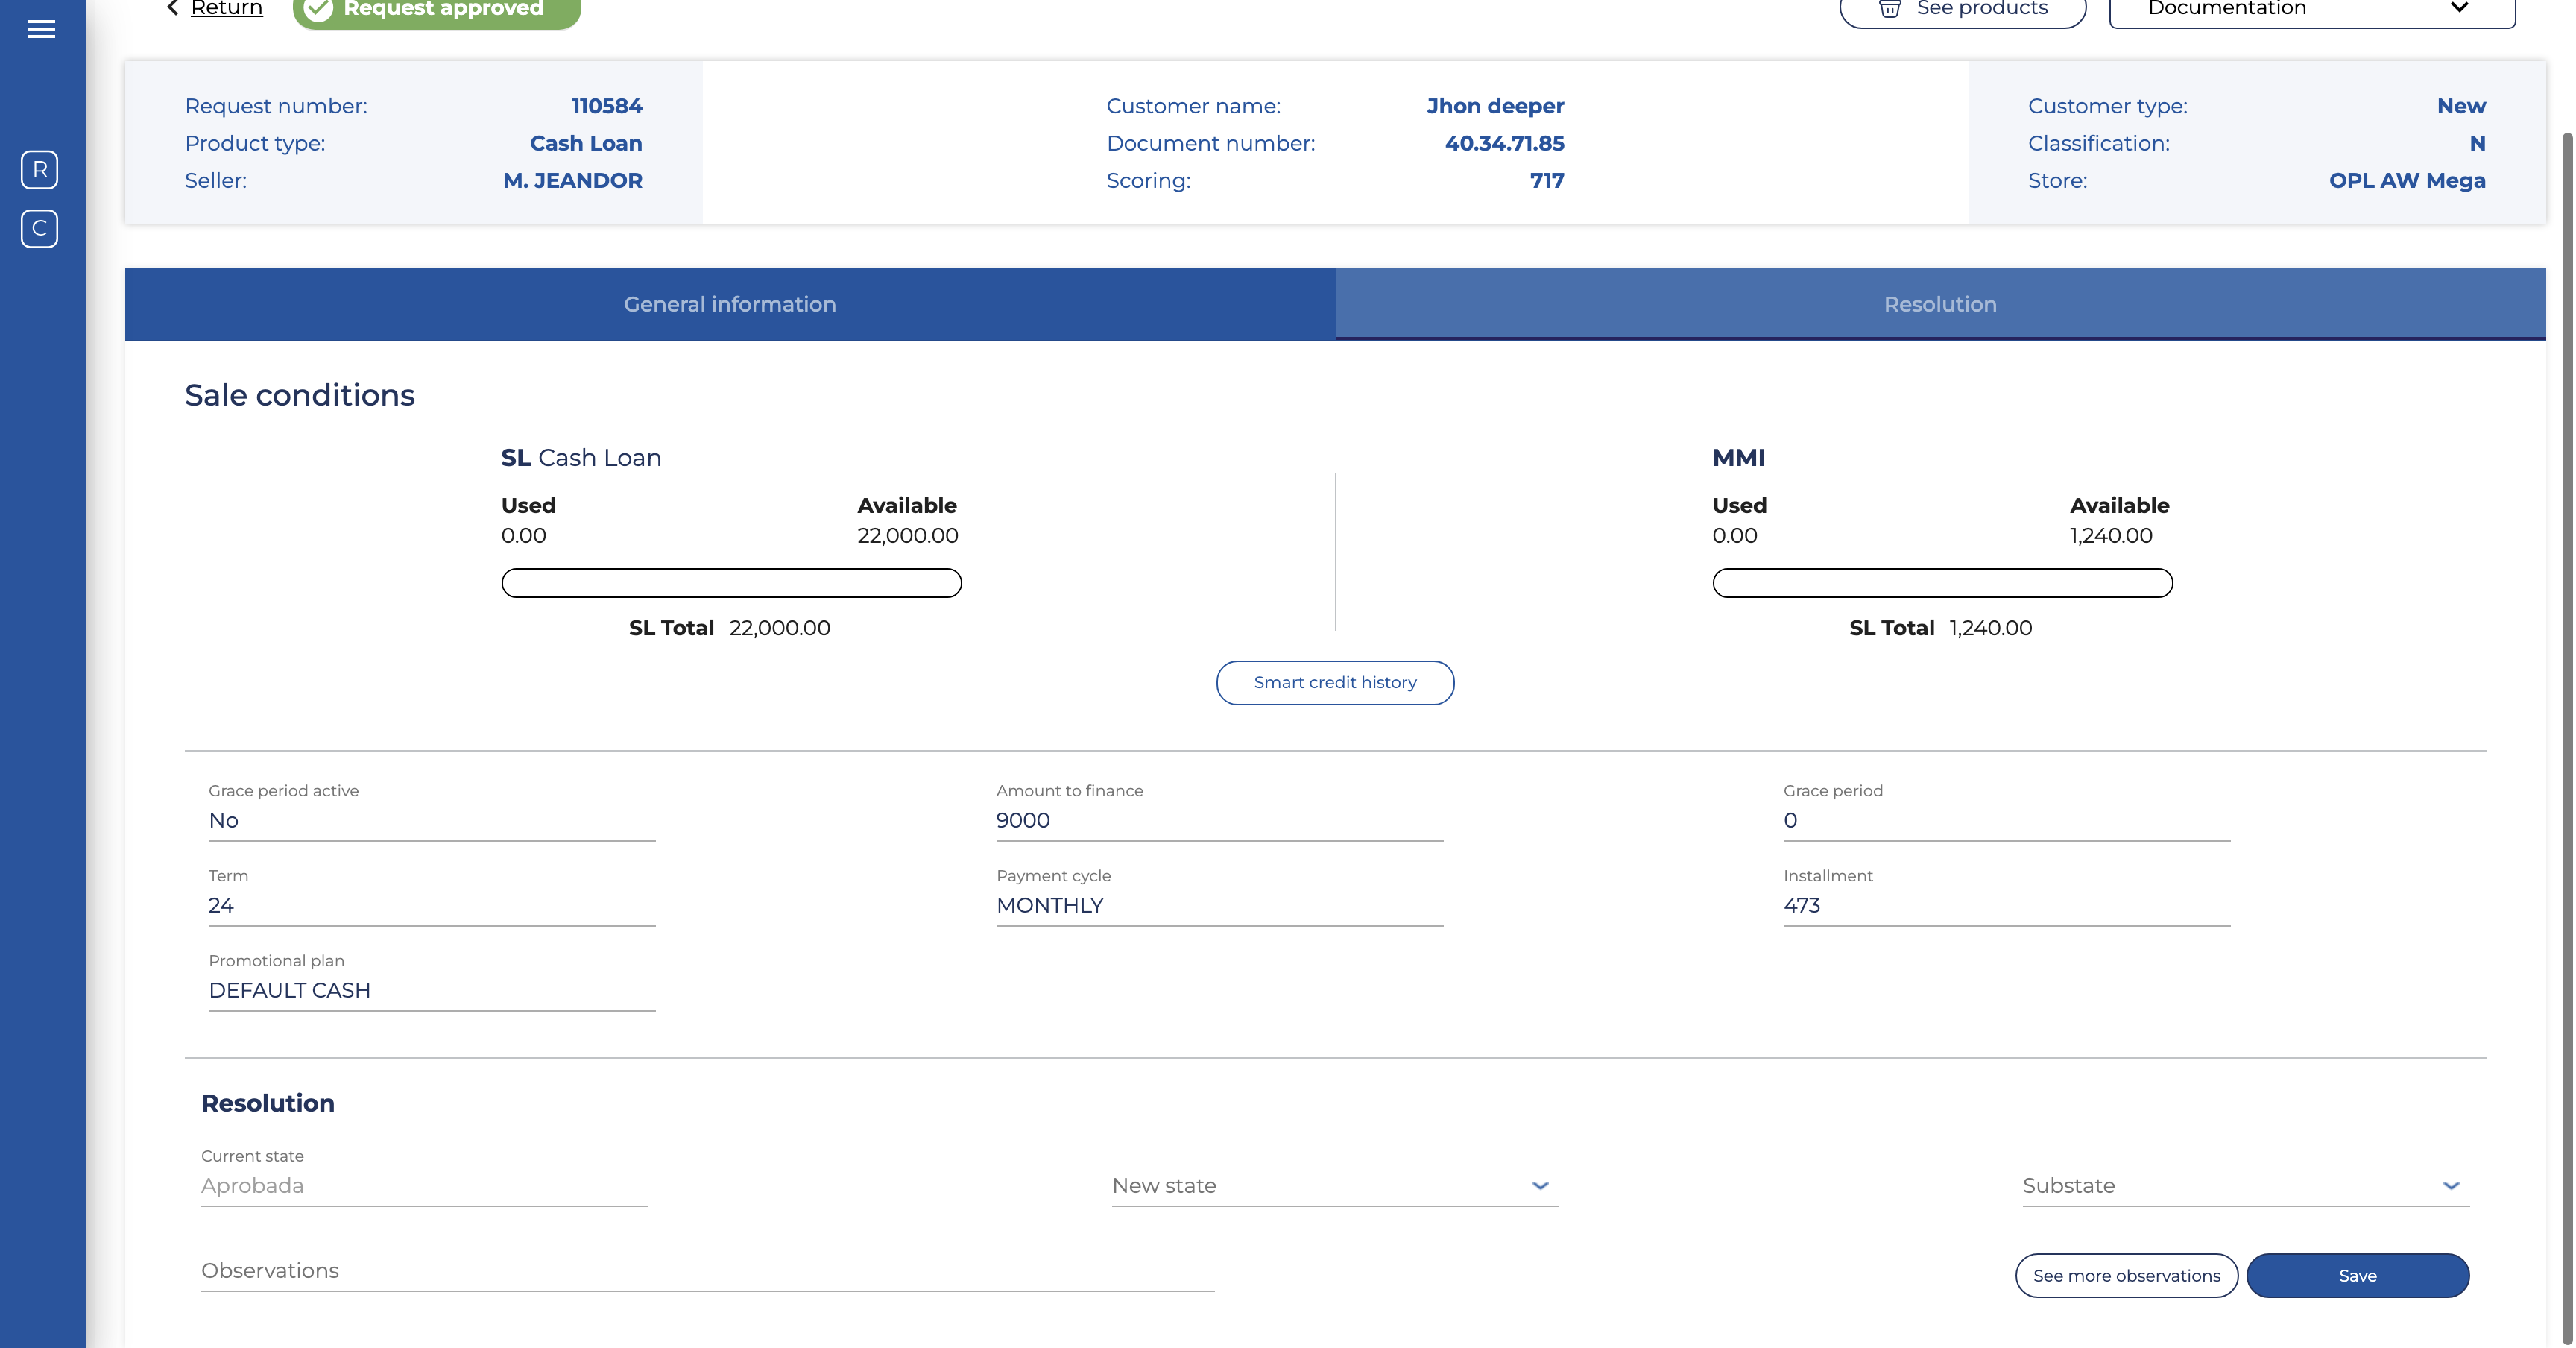 Return
Request approved
See products
Documentation
R
C
Request number: 110584
Product type: Cash Loan
Seller: M. JEANDOR
Customer name: Jhon deeper
Document number: 40.34.71.85
Scoring: 717
Customer type: New
Classification: N
Store: OPL AW Mega
General information
Resolution
Sale conditions
SL Cash Loan
Used Available
0.00 22,000.00
SL Total 22,000.00
MMI
Used Available
0.00 1,240.00
SL Total 1,240.00
Smart credit history
Grace period active
No
Amount to finance
9000
Grace period
0
Term
24
Payment cycle
MONTHLY
Installment
473
Promotional plan
DEFAULT CASH
Resolution
Current state
Aprobada
New state
Substate
Observations
See more observations
Save